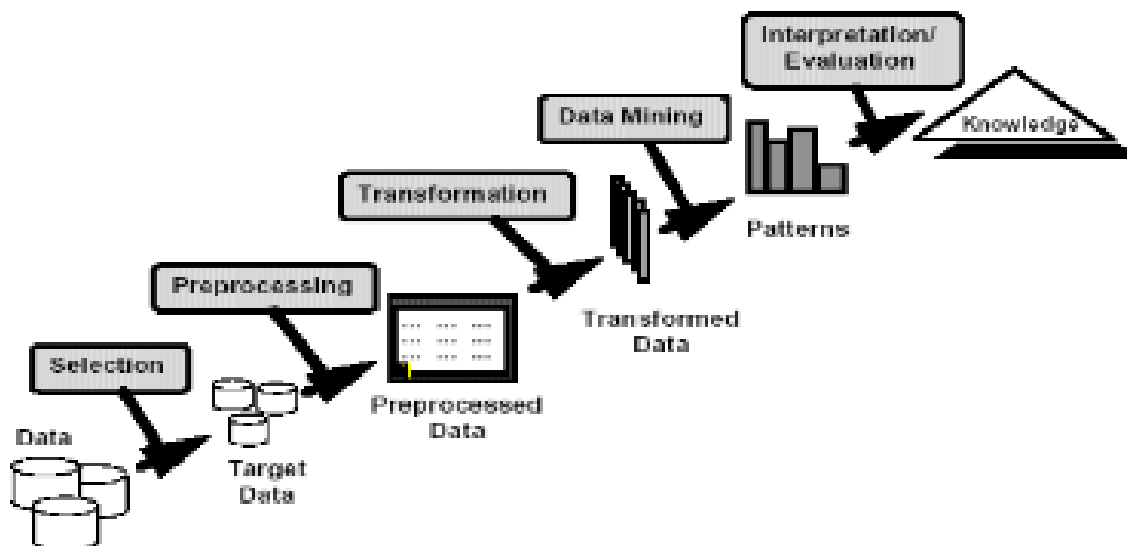 Interpretation/
Evaluation
Data Mining
Knowledge
Transformation
Patterns
Preprocessing
Transformed
Data
Selection
Preprocessed
Data
Data
Target
Data